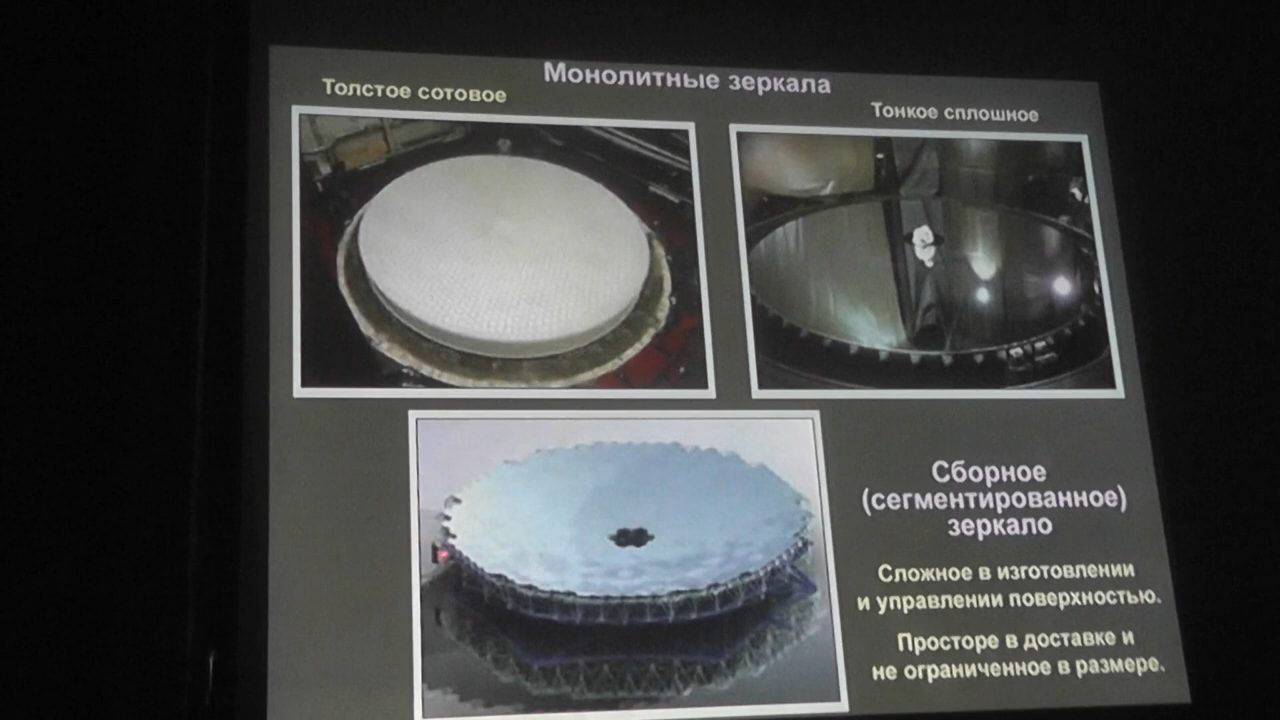 Монолитные зеркала
Толстое сотовое
Тонкое сплошное
Сборное
(сегментированное)
зеркало
Сложное в изготовлении
и управлении поверхностью.
Просторе в доставке и
не ограниченное в размере.